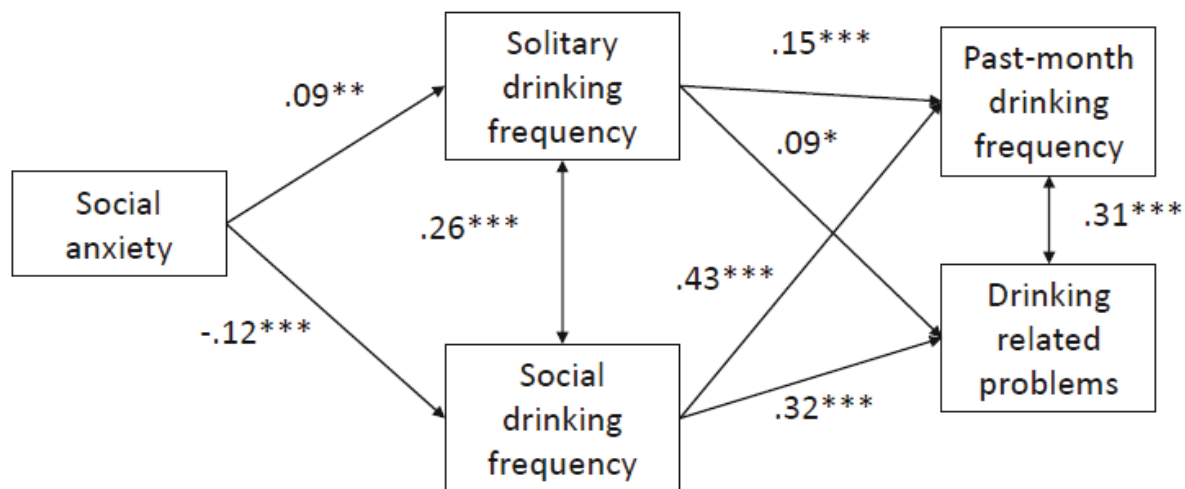 Solitary
drinking
frequency
.15***
Past-month
drinking
frequency
.09**
.09*
Social
anxiety
.26***
.31***
.43***
-.12***
Social
drinking
frequency
.32***
Drinking
related
problems